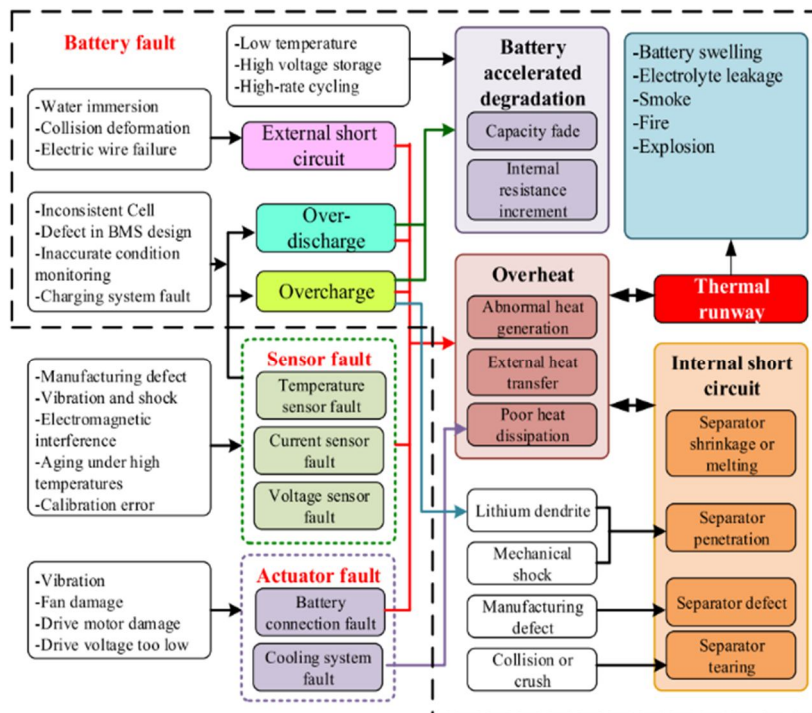 Battery fault
-Low temperature
-High voltage storage
-High-rate cycling
Battery
accelerated
degradation
Capacity fade
Internal
resistance
increment
-Battery swelling
-Electrolyte leakage
-Smoke
-Fire
-Explosion
-Water immersion
-Collision deformation
-Electric wire failure
External short
circuit
-Inconsistent Cell
-Defect in BMS design
-Inaccurate condition
monitoring
-Charging system fault
Over-
discharge
Overcharge
Overheat
Abnormal heat
generation
External heat
transfer
Poor heat
dissipation
Thermal
runway
Sensor fault
Temperature
sensor fault
Current sensor
fault
Voltage sensor
fault
-Manufacturing defect
-Vibration and shock
-Electromagnetic
interference
-Aging under high
temperatures
-Calibration error
Internal short
circuit
Separator
shrinkage or
melting
Separator
penetration
Separator defect
Separator
tearing
Lithium dendrite
Mechanical
shock
Manufacturing
defect
Collision or
crush
-Vibration
-Fan damage
-Drive motor damage
-Drive voltage too low
Actuator fault
Battery
connection fault
Cooling system
fault